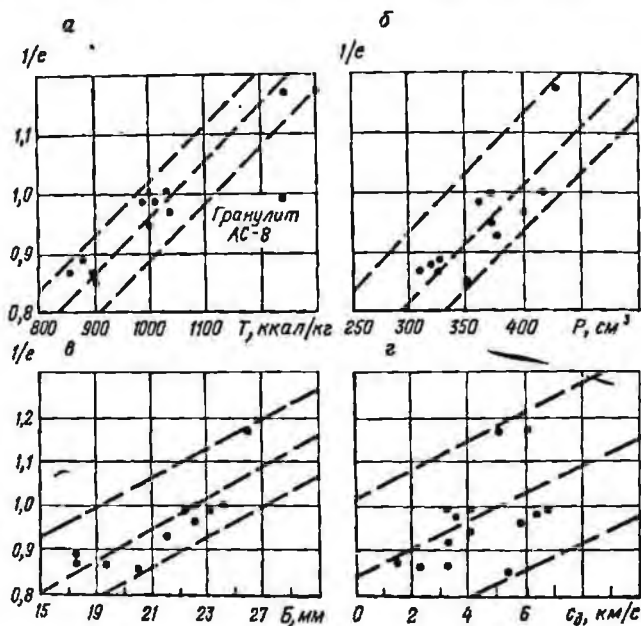 а
б
1/е
1/е
1,1
1,0
0,9
0,8
Гранулит
АС-8
800
900
1000
1100
Т, ккал/кг
250
300
350
400
Р, см³
в
г
1/е
1,2
1,1
1,0
0,9
0,8
15
19
21
23
27
Б, мм
0
2
4
6
c_д, км/с